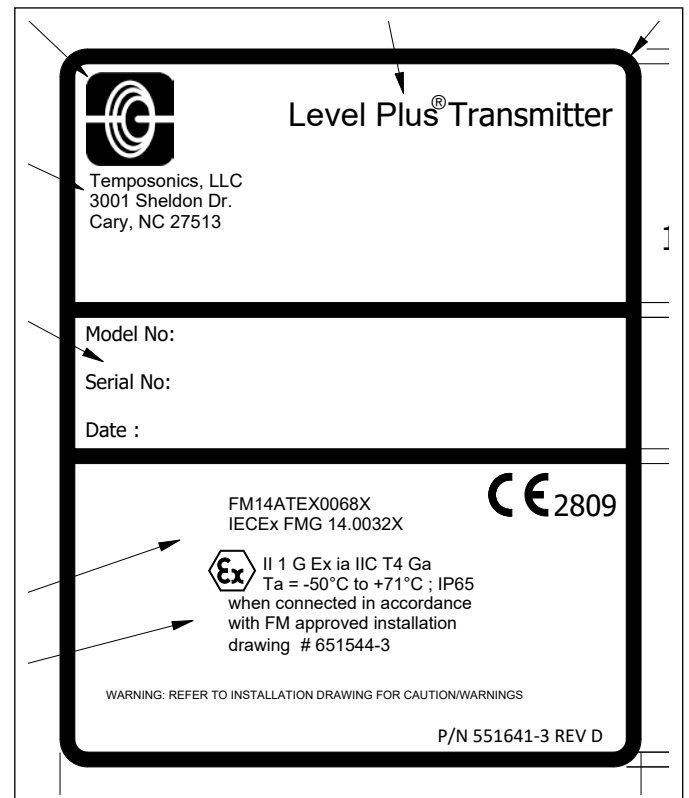 Level Plus® Transmitter
Temposonics, LLC
3001 Sheldon Dr.
Cary, NC 27513
Model No:
Serial No:
Date :
FM14ATEX0068X
IECEx FMG 14.0032X
CE 2809
Ex II 1 G Ex ia IIC T4 Ga
Ta = -50°C to +71°C ; IP65
when connected in accordance
with FM approved installation
drawing # 651544-3
WARNING: REFER TO INSTALLATION DRAWING FOR CAUTION/WARNINGS
P/N 551641-3 REV D